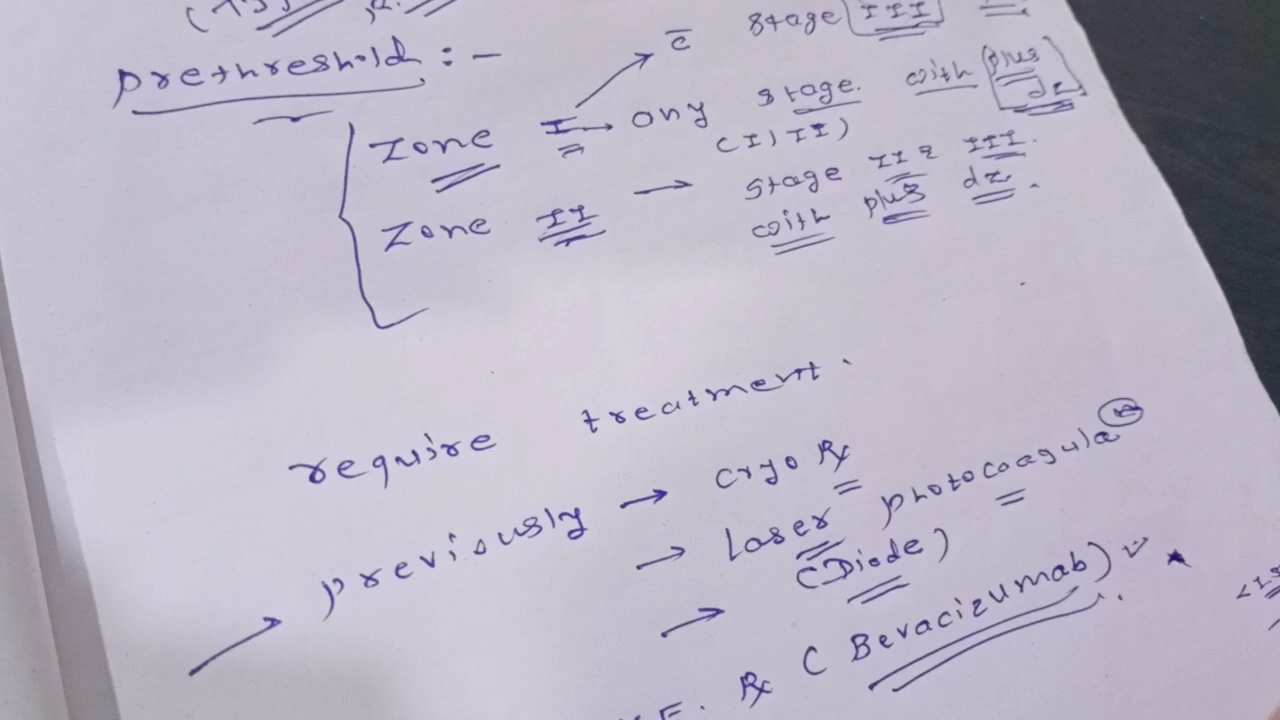 prethreshold :-
c̄ stage III
Zone I → any stage. with plus dz
(I, II)
Zone II → stage II & III
with plus dz.
require treatment.
previously → cryo Rx
→ laser photocoagula⁽ⁿ⁾
(Diode)
→ Rx (Bevacizumab)